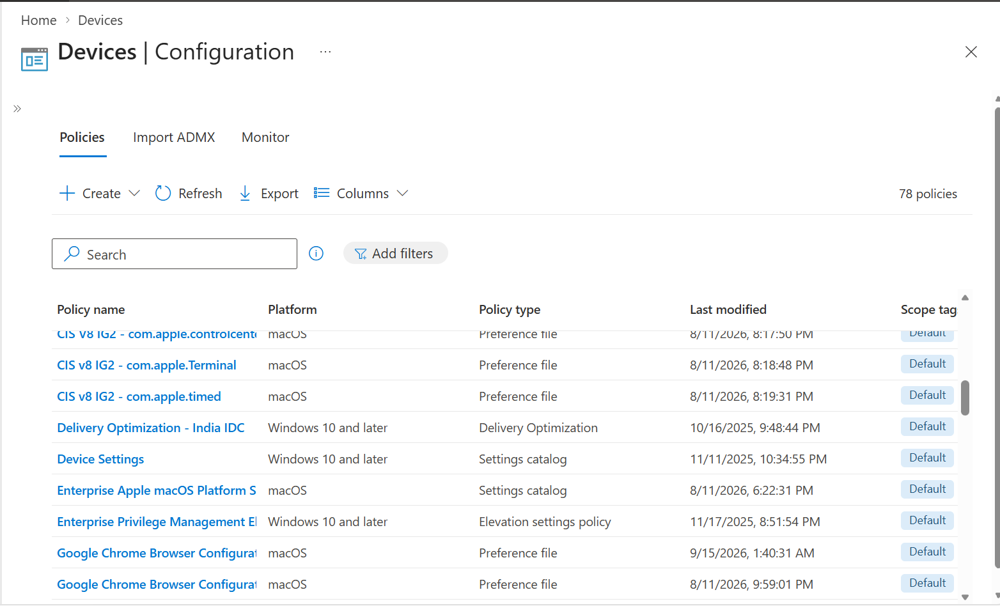 Home > Devices
Devices | Configuration ...
Policies Import ADMX Monitor
Create Refresh Export Columns 78 policies
Search Add filters
Policy name Platform Policy type Last modified Scope tag
CIS v8 IG2 - com.apple.controlcente macOS Preference file 8/11/2026, 8:17:50 PM Default
CIS v8 IG2 - com.apple.Terminal macOS Preference file 8/11/2026, 8:18:48 PM Default
CIS v8 IG2 - com.apple.timed macOS Preference file 8/11/2026, 8:19:31 PM Default
Delivery Optimization - India IDC Windows 10 and later Delivery Optimization 10/16/2025, 9:48:44 PM Default
Device Settings Windows 10 and later Settings catalog 11/11/2025, 10:34:55 PM Default
Enterprise Apple macOS Platform S macOS Settings catalog 8/11/2026, 6:22:31 PM Default
Enterprise Privilege Management El Windows 10 and later Elevation settings policy 11/17/2025, 8:51:54 PM Default
Google Chrome Browser Configurat macOS Preference file 9/15/2026, 1:40:31 AM Default
Google Chrome Browser Configurat macOS Preference file 8/11/2026, 9:59:01 PM Default